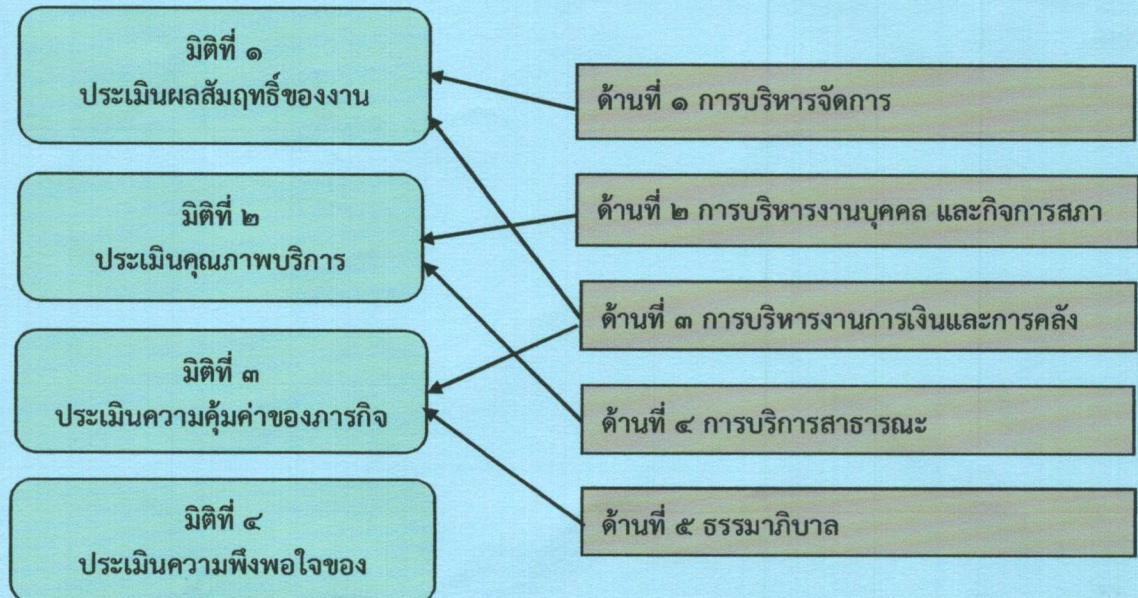 มิติที่ ๑
ประเมินผลสัมฤทธิ์ของงาน
มิติที่ ๒
ประเมินคุณภาพบริการ
มิติที่ ๓
ประเมินความคุ้มค่าของภารกิจ
มิติที่ ๔
ประเมินความพึงพอใจของ
ด้านที่ ๑ การบริหารจัดการ
ด้านที่ ๒ การบริหารงานบุคคล และกิจการสภา
ด้านที่ ๓ การบริหารงานการเงินและการคลัง
ด้านที่ ๔ การบริการสาธารณะ
ด้านที่ ๕ ธรรมาภิบาล